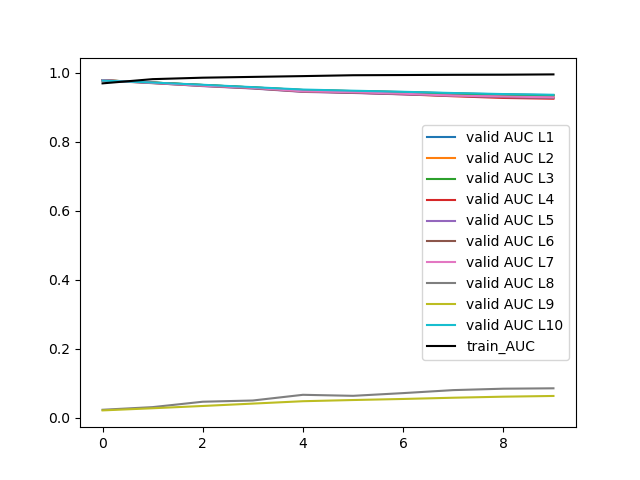 1.0
0.8
0.6
0.4
0.2
0.0
0 2 4 6 8
valid AUC L1
valid AUC L2
valid AUC L3
valid AUC L4
valid AUC L5
valid AUC L6
valid AUC L7
valid AUC L8
valid AUC L9
valid AUC L10
train_AUC